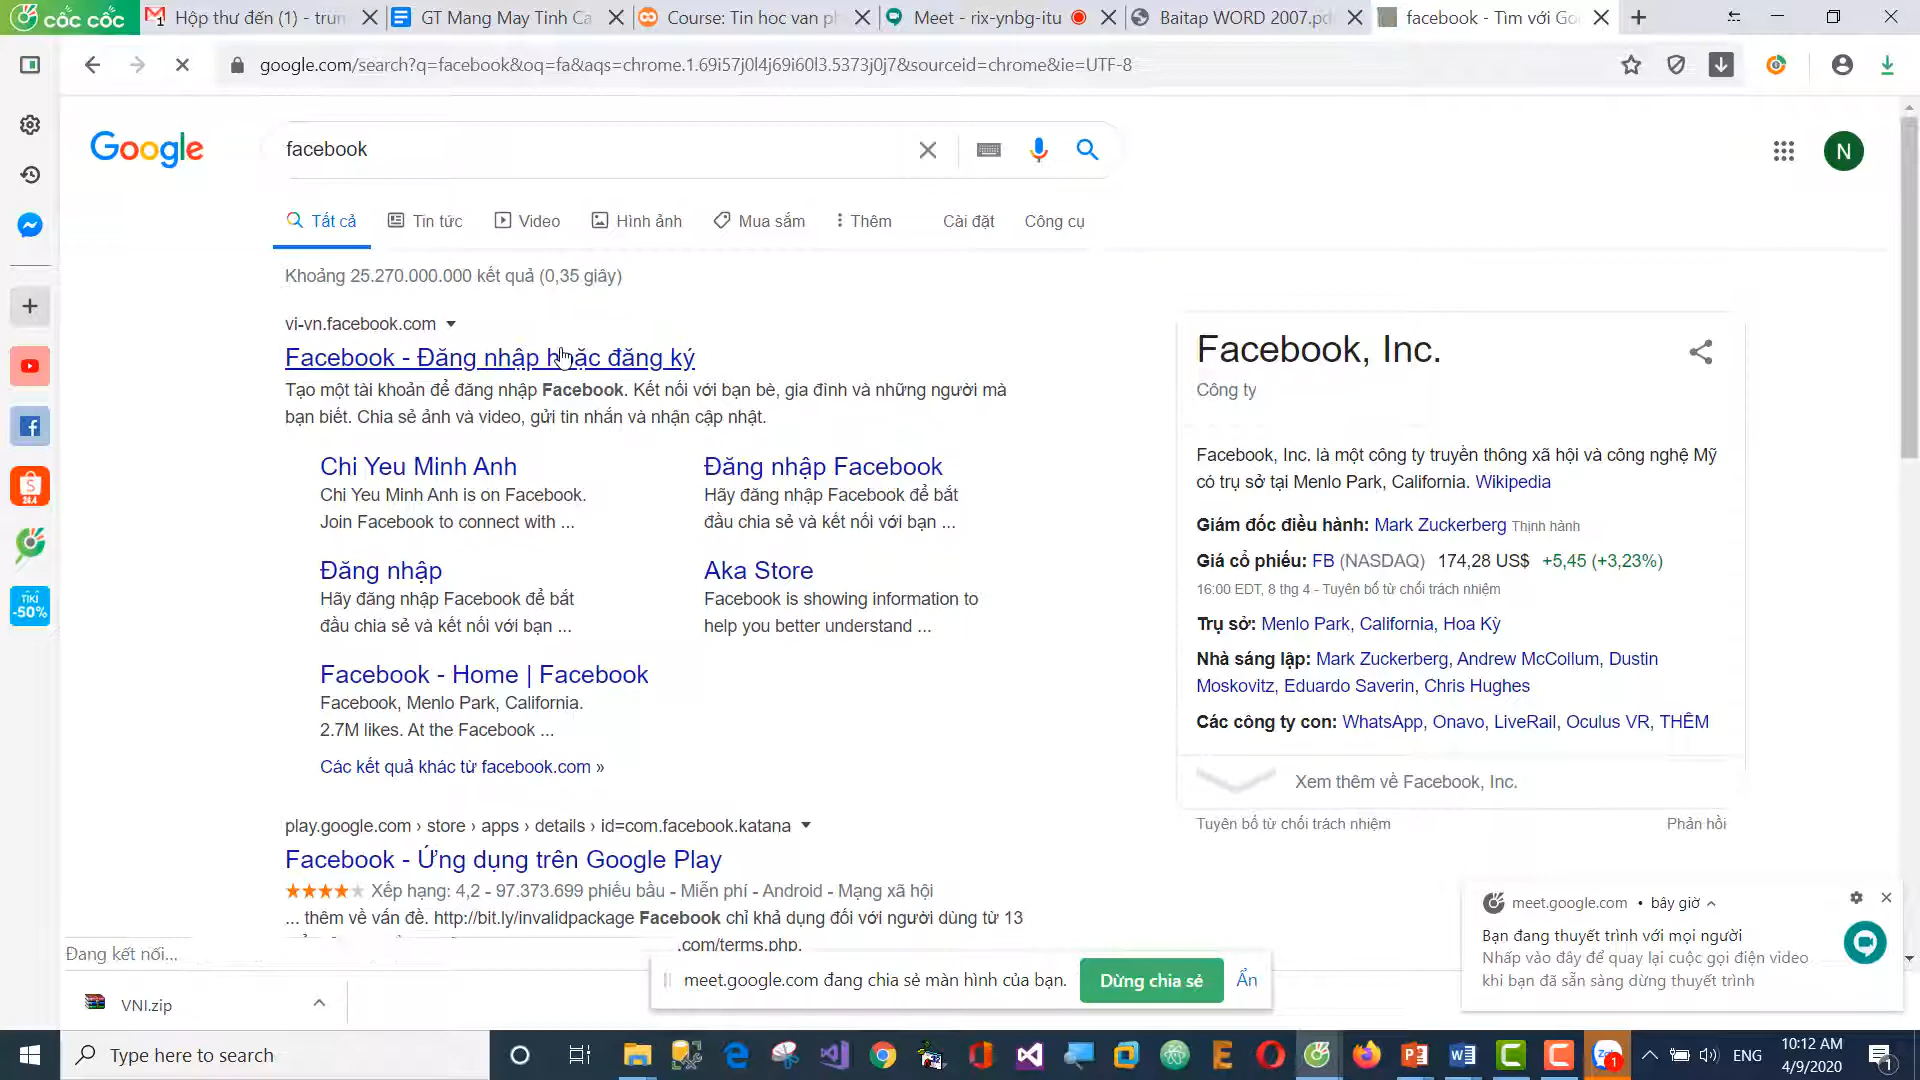 cốc cốc
Hộp thư đến (1) - trun
GT Mang May Tinh Ca
Course: Tin hoc van ph
Meet - rix-ynbg-itu
Baitap WORD 2007.pd
facebook - Tìm với Go
google.com/search?q=facebook&oq=fa&aqs=chrome.1.69i57j0l4j69i60l3.5373j0j7&sourceid=chrome&ie=UTF-8
Google
facebook
N
Tất cả
Tin tức
Video
Hình ảnh
Mua sắm
Thêm
Cài đặt
Công cụ
Khoảng 25.270.000.000 kết quả (0,35 giây)
vi-vn.facebook.com
Facebook - Đăng nhập hoặc đăng ký
Tạo một tài khoản để đăng nhập Facebook. Kết nối với bạn bè, gia đình và những người mà
bạn biết. Chia sẻ ảnh và video, gửi tin nhắn và nhận cập nhật.
Chi Yeu Minh Anh
Chi Yeu Minh Anh is on Facebook.
Join Facebook to connect with ...
Đăng nhập Facebook
Hãy đăng nhập Facebook để bắt
đầu chia sẻ và kết nối với bạn ...
Đăng nhập
Hãy đăng nhập Facebook để bắt
đầu chia sẻ và kết nối với bạn ...
Aka Store
Facebook is showing information to
help you better understand ...
Facebook - Home | Facebook
Facebook, Menlo Park, California.
2.7M likes. At the Facebook ...
Các kết quả khác từ facebook.com »
play.google.com › store › apps › details › id=com.facebook.katana
Facebook - Ứng dụng trên Google Play
Xếp hạng: 4,2 - 97.373.699 phiếu bầu - Miễn phí - Android - Mạng xã hội
... thêm về vấn đề. http://bit.ly/invalidpackage Facebook chỉ khả dụng đối với người dùng từ 13
.com/terms.php.
Facebook, Inc.
Công ty
Facebook, Inc. là một công ty truyền thông xã hội và công nghệ Mỹ
có trụ sở tại Menlo Park, California. Wikipedia
Giám đốc điều hành: Mark Zuckerberg Thịnh hành
Giá cổ phiếu: FB (NASDAQ) 174,28 US$ +5,45 (+3,23%)
16:00 EDT, 8 thg 4 - Tuyên bố từ chối trách nhiệm
Trụ sở: Menlo Park, California, Hoa Kỳ
Nhà sáng lập: Mark Zuckerberg, Andrew McCollum, Dustin
Moskovitz, Eduardo Saverin, Chris Hughes
Các công ty con: WhatsApp, Onavo, LiveRail, Oculus VR, THÊM
Xem thêm về Facebook, Inc.
Tuyên bố từ chối trách nhiệm
Phản hồi
24.4
TIKI
-50%
meet.google.com • bây giờ
Bạn đang thuyết trình với mọi người
Nhấp vào đây để quay lại cuộc gọi điện video
khi bạn đã sẵn sàng dừng thuyết trình
Đang kết nối...
meet.google.com đang chia sẻ màn hình của bạn.
Dừng chia sẻ
Ẩn
VNI.zip
Type here to search
ENG
10:12 AM
4/9/2020
1
1